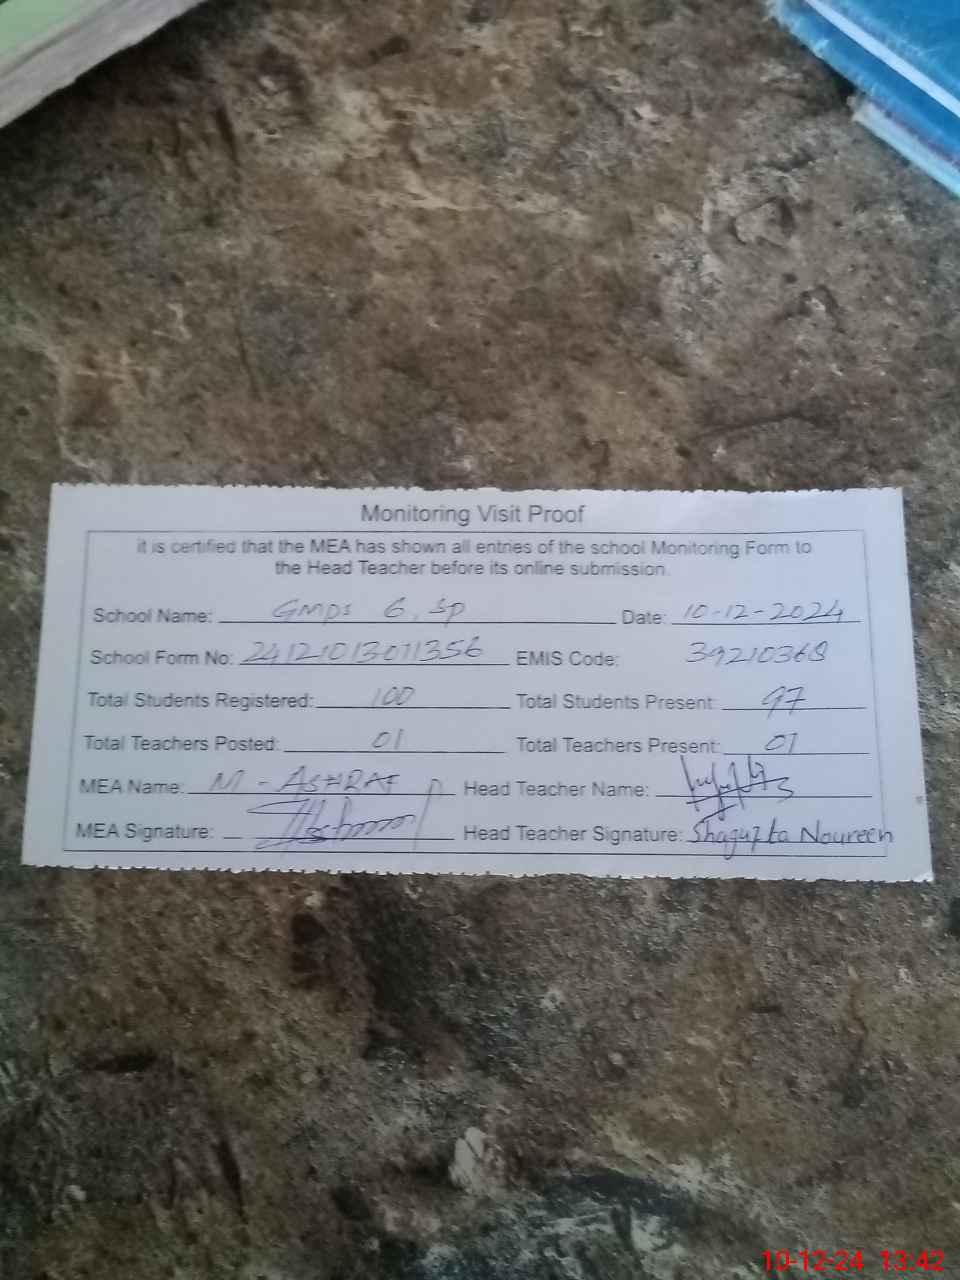 Monitoring Visit Proof
it is certified that the MEA has shown all entries of the school Monitoring Form to
the Head Teacher before its online submission.
School Name: Gmps 6, sp Date: 10-12-2024
School Form No: 2412101301356 EMIS Code: 39210368
Total Students Registered: 100 Total Students Present: 97
Total Teachers Posted: 01 Total Teachers Present: 01
MEA Name: M - ASHRAF Head Teacher Name:
MEA Signature: Head Teacher Signature: Shagufta Noureen
10-12-24 13:42